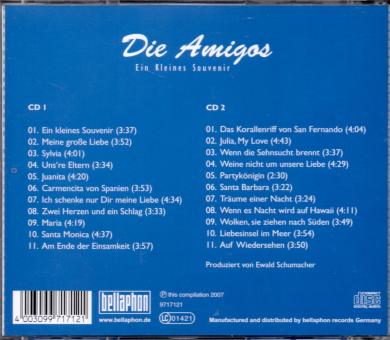 Die Amigos
Ein Kleines Souvenir
CD 1
01. Ein kleines Souvenir (3:37)
02. Meine große Liebe (3:52)
03. Sylvia (4:01)
04. Uns're Eltern (3:34)
05. Juanita (4:20)
06. Carmencita von Spanien (3:53)
07. Ich schenke nur Dir meine Liebe (4:34)
08. Zwei Herzen und ein Schlag (3:33)
09. Maria (4:19)
10. Santa Monica (4:37)
11. Am Ende der Einsamkeit (3:57)
CD 2
01. Das Korallenriff von San Fernando (4:04)
02. Julia, My Love (4:43)
03. Wenn die Sehnsucht brennt (3:37)
04. Weine nicht um unsere Liebe (4:29)
05. Partykönigin (2:30)
06. Santa Barbara (3:22)
07. Träume einer Nacht (3:24)
08. Wenn es Nacht wird auf Hawaii (4:11)
09. Wolken, sie ziehen nach Süden (3:49)
10. Liebesinsel im Meer (3:54)
11. Auf Wiedersehen (3:50)
Produziert von Ewald Schumacher
4 003099 717121
bellaphon
www.bellaphon.de
℗ this compilation 2007
9717121
LC 01421
COMPACT disc DIGITAL AUDIO
Manufactured and distributed by bellaphon records Germany